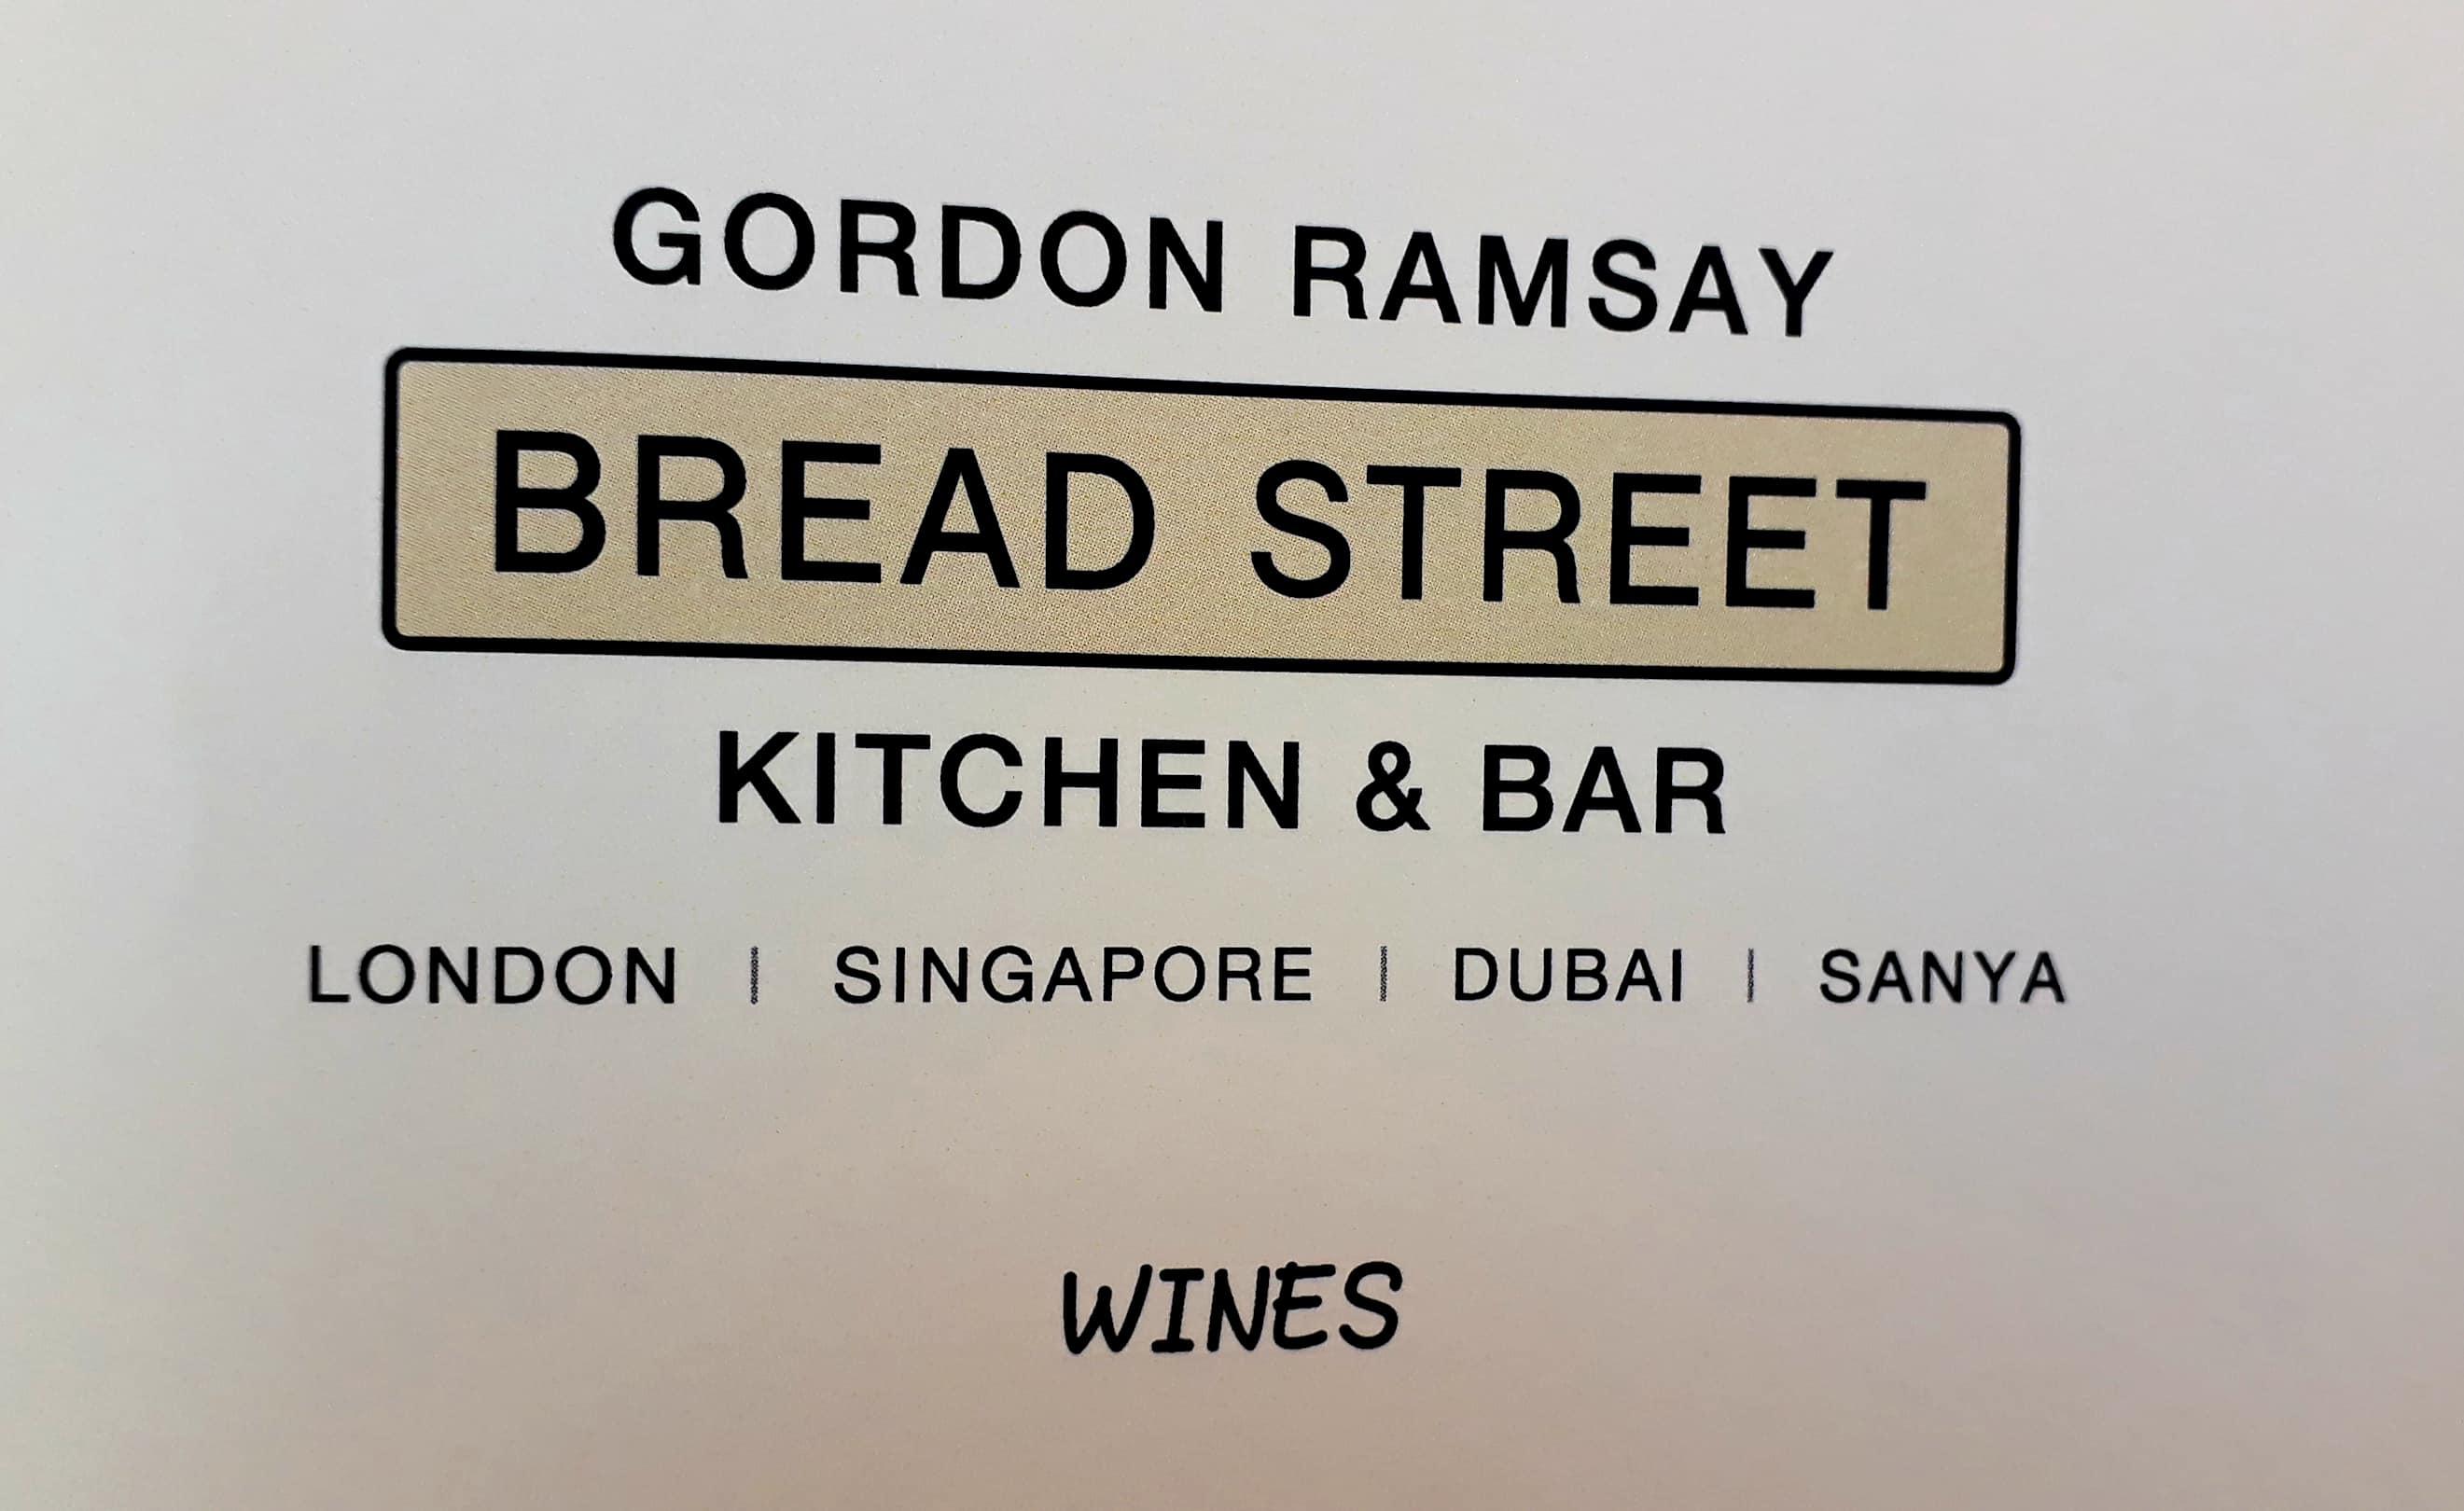 GORDON RAMSAY
BREAD STREET
KITCHEN & BAR
LONDON | SINGAPORE | DUBAI | SANYA
WINES